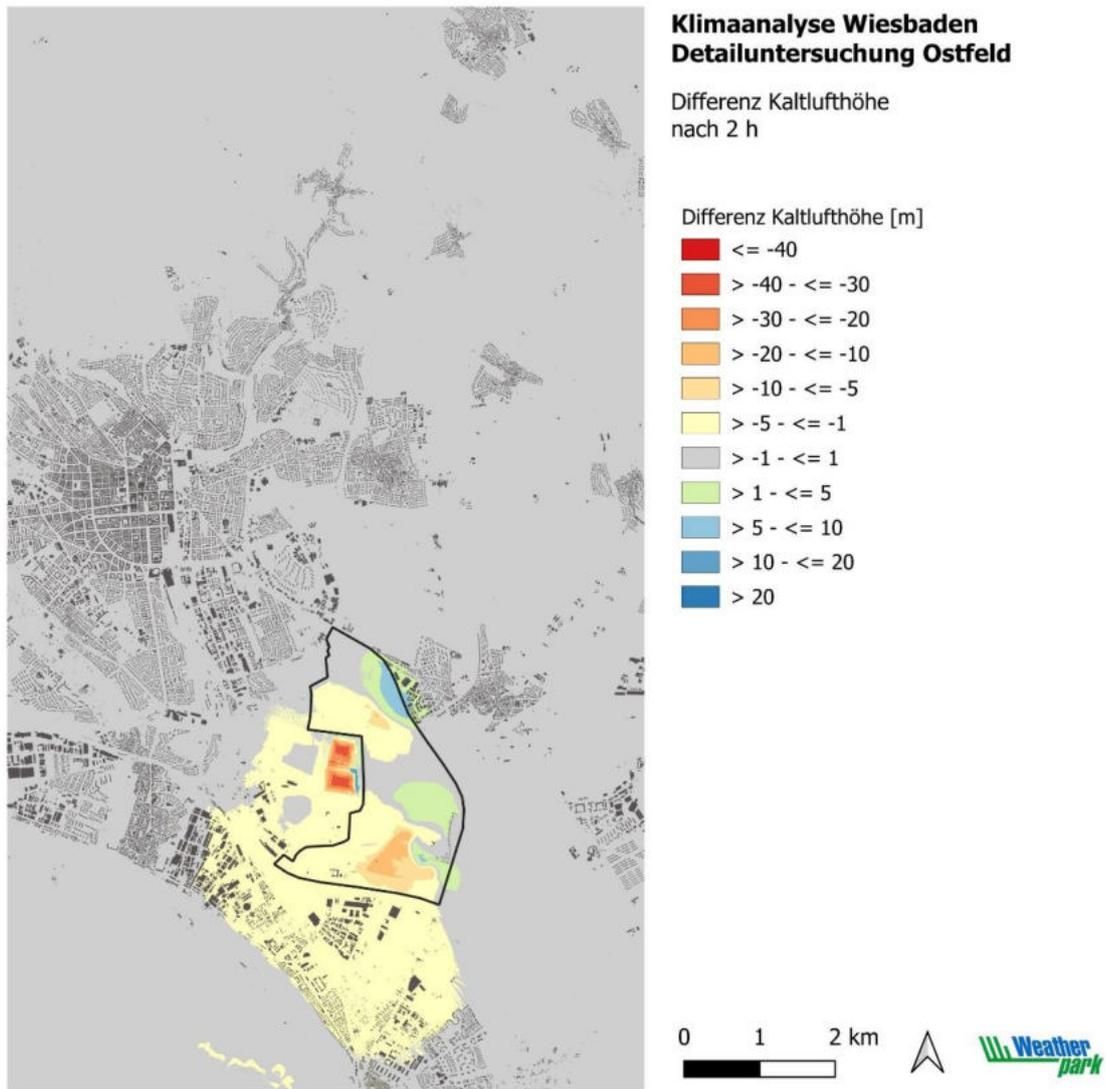 Klimaanalyse Wiesbaden
Detailuntersuchung Ostfeld
Differenz Kaltlufthöhe
nach 2 h
Differenz Kaltlufthöhe [m]
<= -40
> -40 - <= -30
> -30 - <= -20
> -20 - <= -10
> -10 - <= -5
> -5 - <= -1
> -1 - <= 1
> 1 - <= 5
> 5 - <= 10
> 10 - <= 20
> 20
0 1 2 km
Weather
park